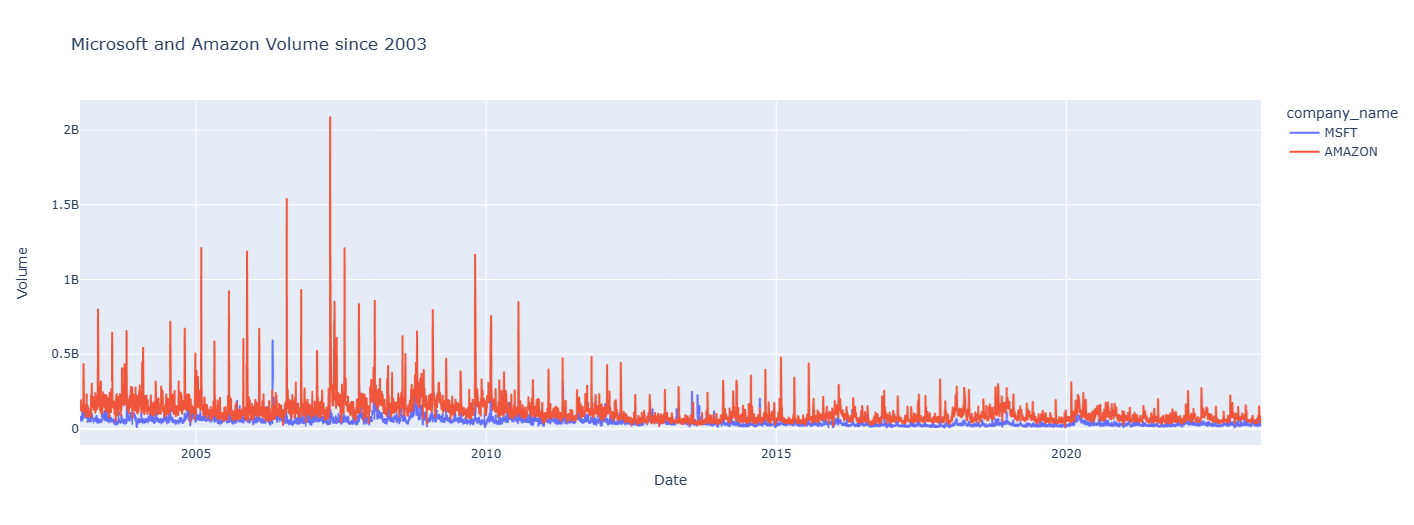 Microsoft and Amazon Volume since 2003
company_name
MSFT
AMAZON
2B
1.5B
1B
0.5B
0
Volume
2005
2010
2015
2020
Date